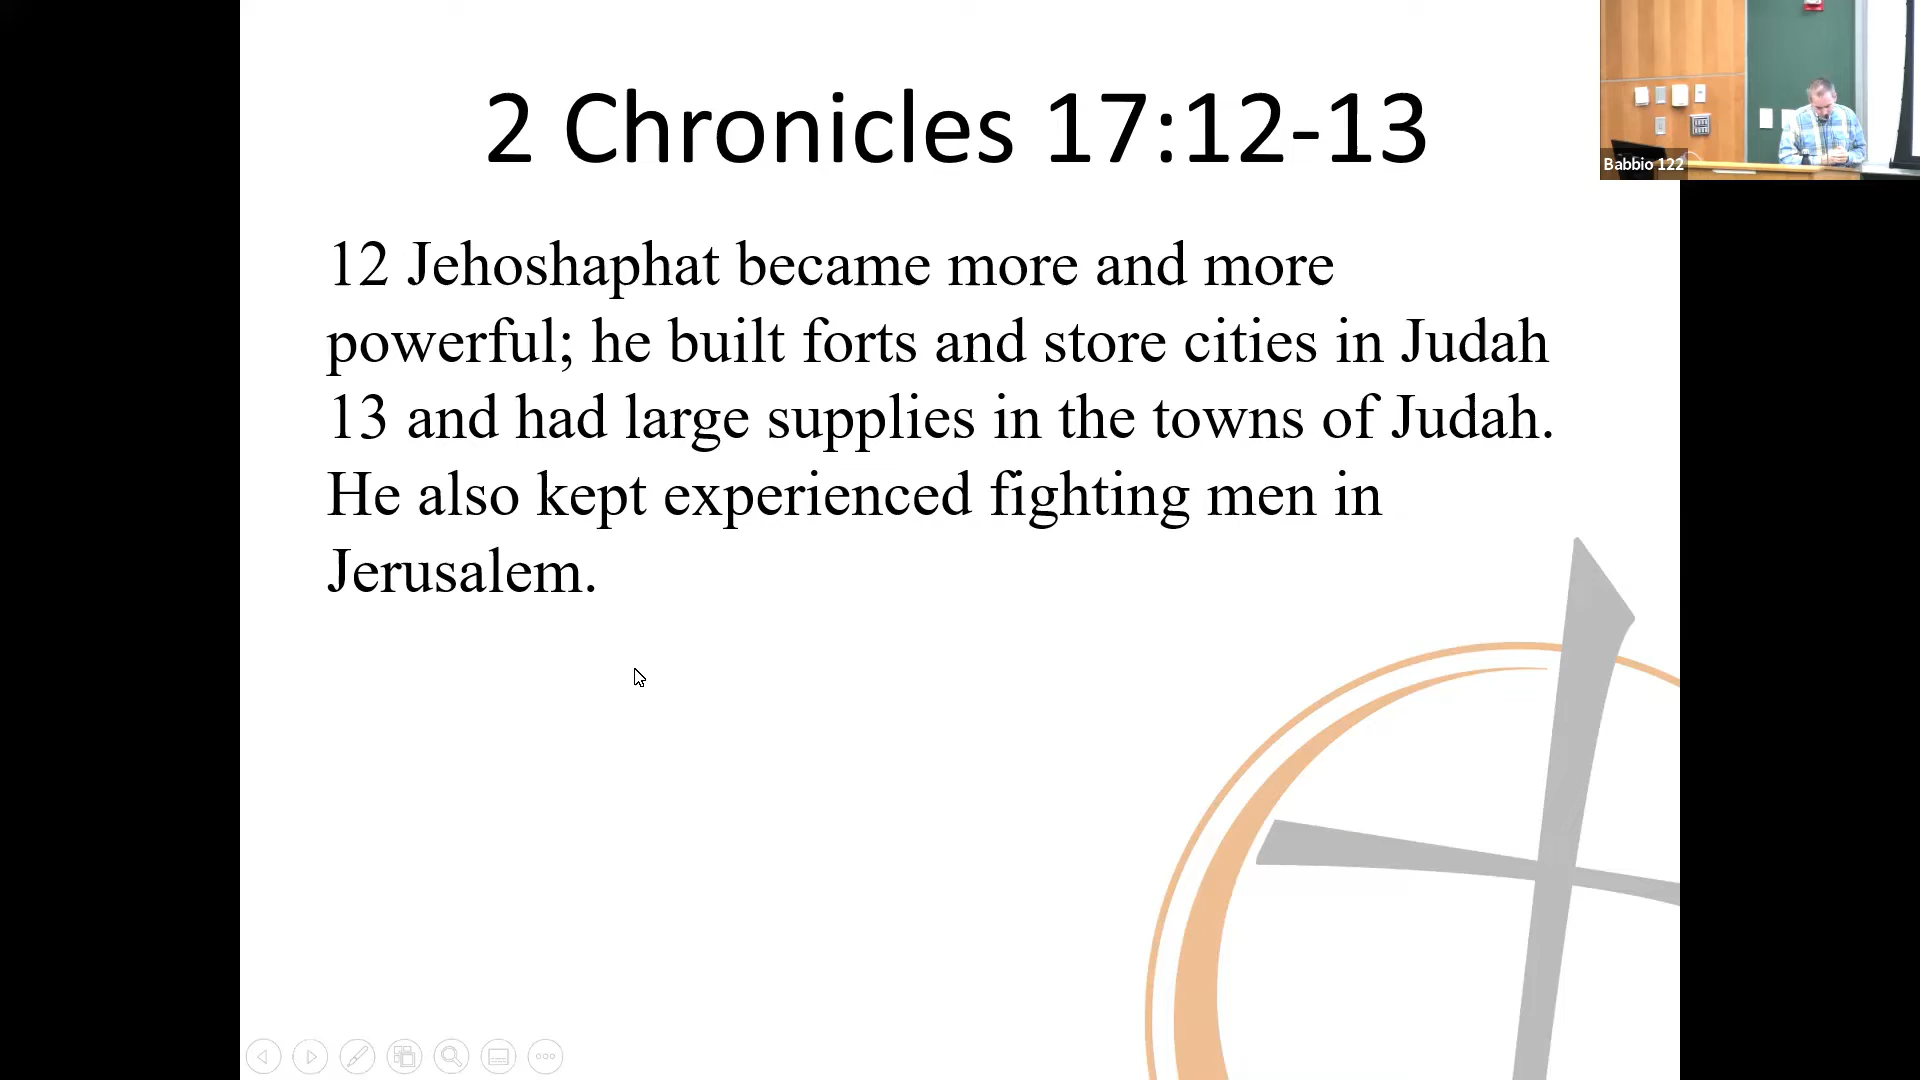 2 Chronicles 17:12-13
12 Jehoshaphat became more and more
powerful; he built forts and store cities in Judah
13 and had large supplies in the towns of Judah.
He also kept experienced fighting men in
Jerusalem.
Babbio 122